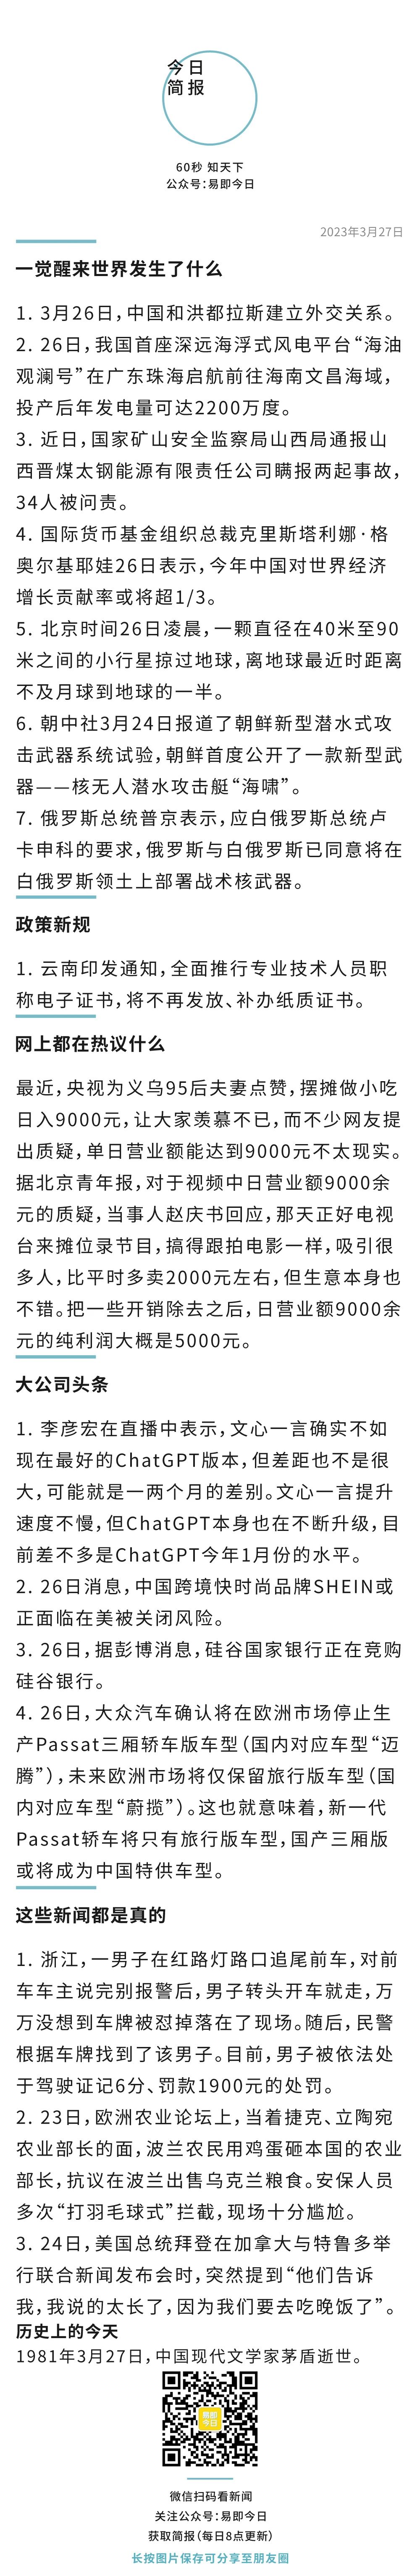 今日
简报
60秒 知天下
公众号：易即今日
2023年3月27日
一觉醒来世界发生了什么
1. 3月26日，中国和洪都拉斯建立外交关系。
2. 26日，我国首座深远海浮式风电平台“海油
观澜号”在广东珠海启航前往海南文昌海域，
投产后年发电量可达2200万度。
3. 近日，国家矿山安全监察局山西局通报山
西晋煤太钢能源有限责任公司瞒报两起事故，
34人被问责。
4. 国际货币基金组织总裁克里斯塔利娜·格
奥尔基耶娃26日表示，今年中国对世界经济
增长贡献率或将超1/3。
5. 北京时间26日凌晨，一颗直径在40米至90
米之间的小行星掠过地球，离地球最近时距离
不及月球到地球的一半。
6. 朝中社3月24日报道了朝鲜新型潜水式攻
击武器系统试验，朝鲜首度公开了一款新型武
器——核无人潜水攻击艇“海啸”。
7. 俄罗斯总统普京表示，应白俄罗斯总统卢
卡申科的要求，俄罗斯与白俄罗斯已同意将在
白俄罗斯领土上部署战术核武器。
政策新规
1. 云南印发通知，全面推行专业技术人员职
称电子证书，将不再发放、补办纸质证书。
网上都在热议什么
最近，央视为义乌95后夫妻点赞，摆摊做小吃
日入9000元，让大家羡慕不已，而不少网友提
出质疑，单日营业额能达到9000元不太现实。
据北京青年报，对于视频中日营业额9000余
元的质疑，当事人赵庆书回应，那天正好电视
台来摊位录节目，搞得跟拍电影一样，吸引很
多人，比平时多卖2000元左右，但生意本身也
不错。把一些开销除去之后，日营业额9000余
元的纯利润大概是5000元。
大公司头条
1. 李彦宏在直播中表示，文心一言确实不如
现在最好的ChatGPT版本，但差距也不是很
大，可能就是一两个月的差别。文心一言提升
速度不慢，但ChatGPT本身也在不断升级，目
前差不多是ChatGPT今年1月份的水平。
2. 26日消息，中国跨境快时尚品牌SHEIN或
正面临在美被关闭风险。
3. 26日，据彭博消息，硅谷国家银行正在竞购
硅谷银行。
4. 26日，大众汽车确认将在欧洲市场停止生
产Passat三厢轿车版车型（国内对应车型“迈
腾”），未来欧洲市场将仅保留旅行版车型（国
内对应车型“蔚揽”）。这也就意味着，新一代
Passat轿车将只有旅行版车型，国产三厢版
或将成为中国特供车型。
这些新闻都是真的
1. 浙江，一男子在红路灯路口追尾前车，对前
车车主说完别报警后，男子转头开车就走，万
万没想到车牌被怼掉落在了现场。随后，民警
根据车牌找到了该男子。目前，男子被依法处
于驾驶证记6分、罚款1900元的处罚。
2. 23日，欧洲农业论坛上，当着捷克、立陶宛
农业部长的面，波兰农民用鸡蛋砸本国的农业
部长，抗议在波兰出售乌克兰粮食。安保人员
多次“打羽毛球式”拦截，现场十分尴尬。
3. 24日，美国总统拜登在加拿大与特鲁多举
行联合新闻发布会时，突然提到“他们告诉
我，我说的太长了，因为我们要去吃晚饭了”。
历史上的今天
1981年3月27日，中国现代文学家茅盾逝世。
易即
今日
微信扫码看新闻
关注公众号：易即今日
获取简报（每日8点更新）
长按图片保存可分享至朋友圈